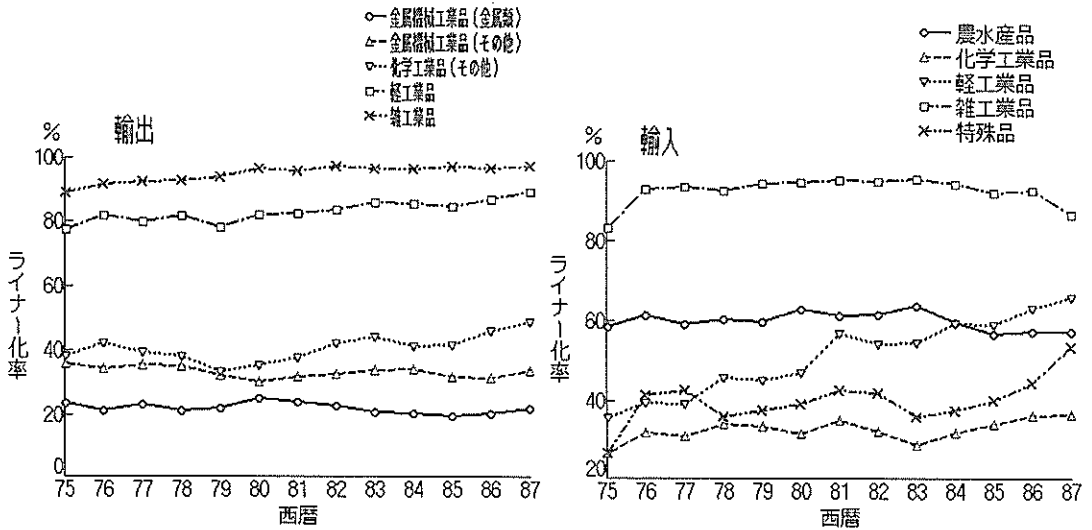 金属機械工業品(金属類)
金属機械工業品(その他)
化学工業品(その他)
軽工業品
雑工業品
輸出
%
100
80
60
40
20
0
ライナー化率
75 76 77 78 79 80 81 82 83 84 85 86 87
西暦
農水産品
化学工業品
軽工業品
雑工業品
特殊品
輸入
%
100
80
60
40
20
ライナー化率
75 76 77 78 79 80 81 82 83 84 85 86 87
西暦